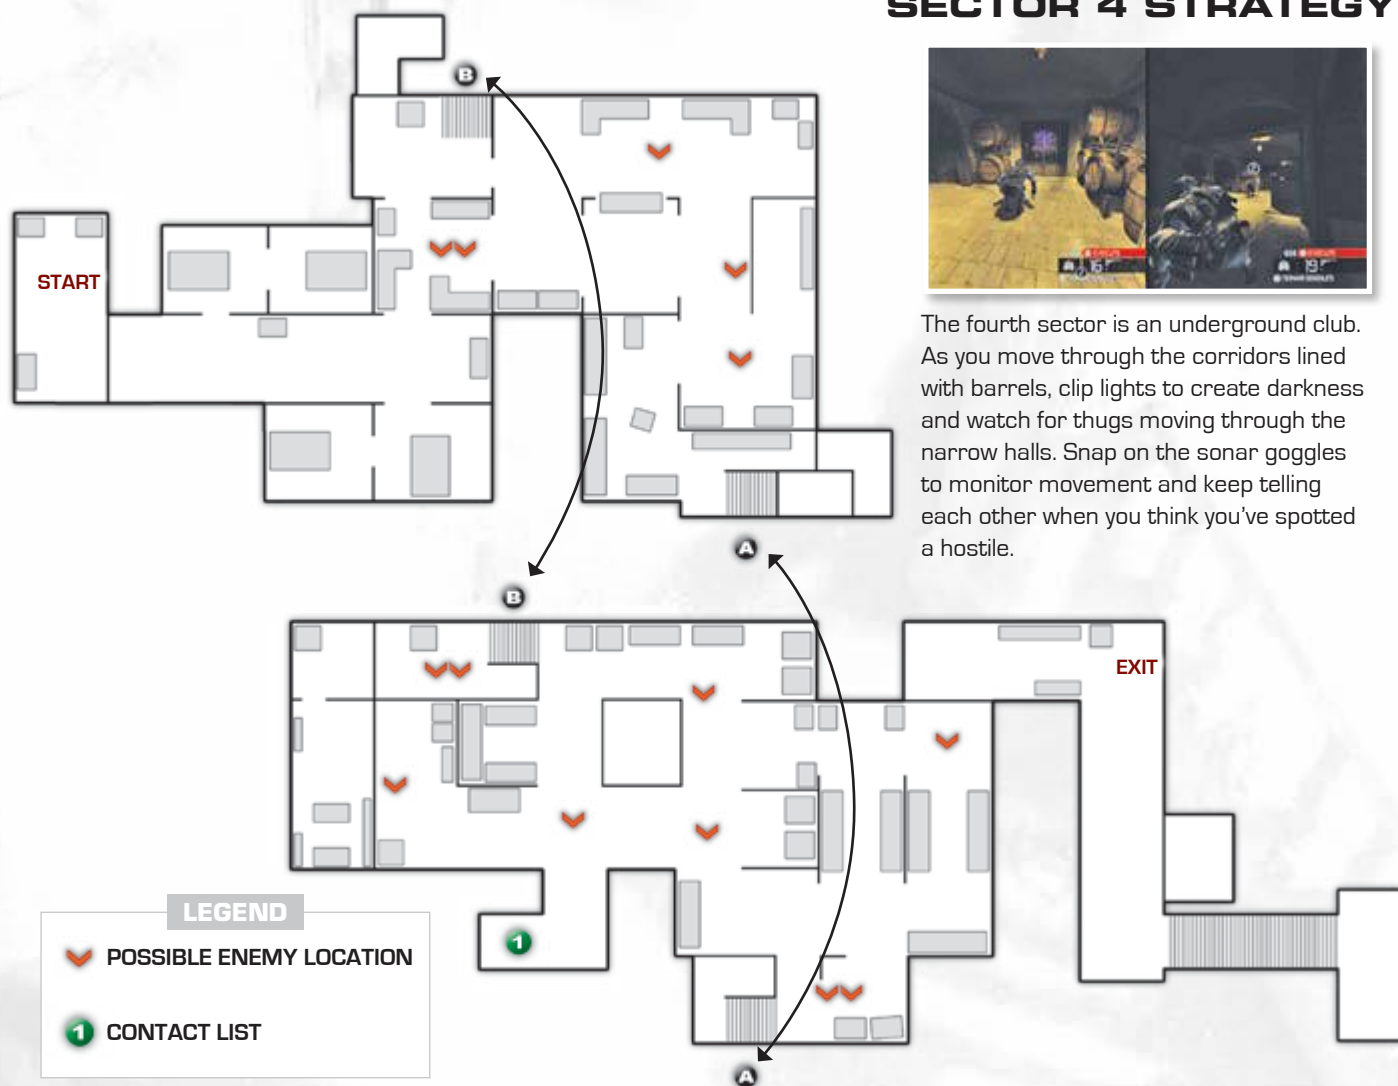 SECTOR 4 STRATEGY
B
START
The fourth sector is an underground club.
As you move through the corridors lined
with barrels, clip lights to create darkness
and watch for thugs moving through the
narrow halls. Snap on the sonar goggles
to monitor movement and keep telling
each other when you think you've spotted
a hostile.
A
B
EXIT
1
LEGEND
POSSIBLE ENEMY LOCATION
1 CONTACT LIST
A